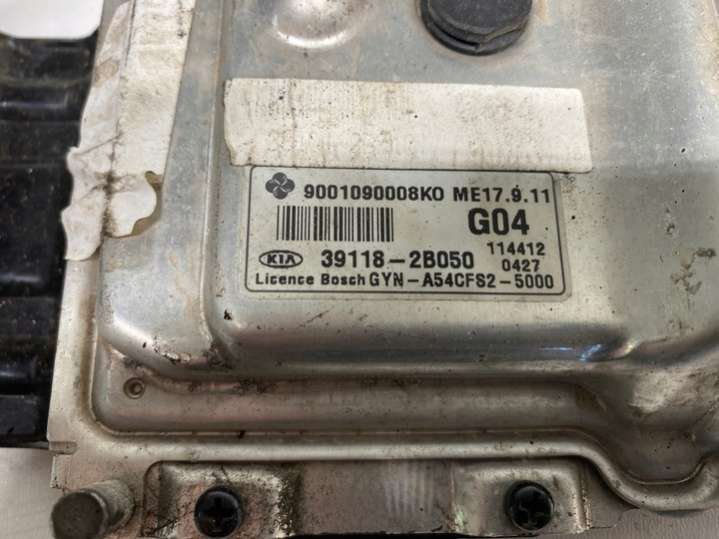 9001090008KO ME17.9.11
G04
114412
KIA 39118-2B050 0427
Licence Bosch GYN-A54CFS2-5000